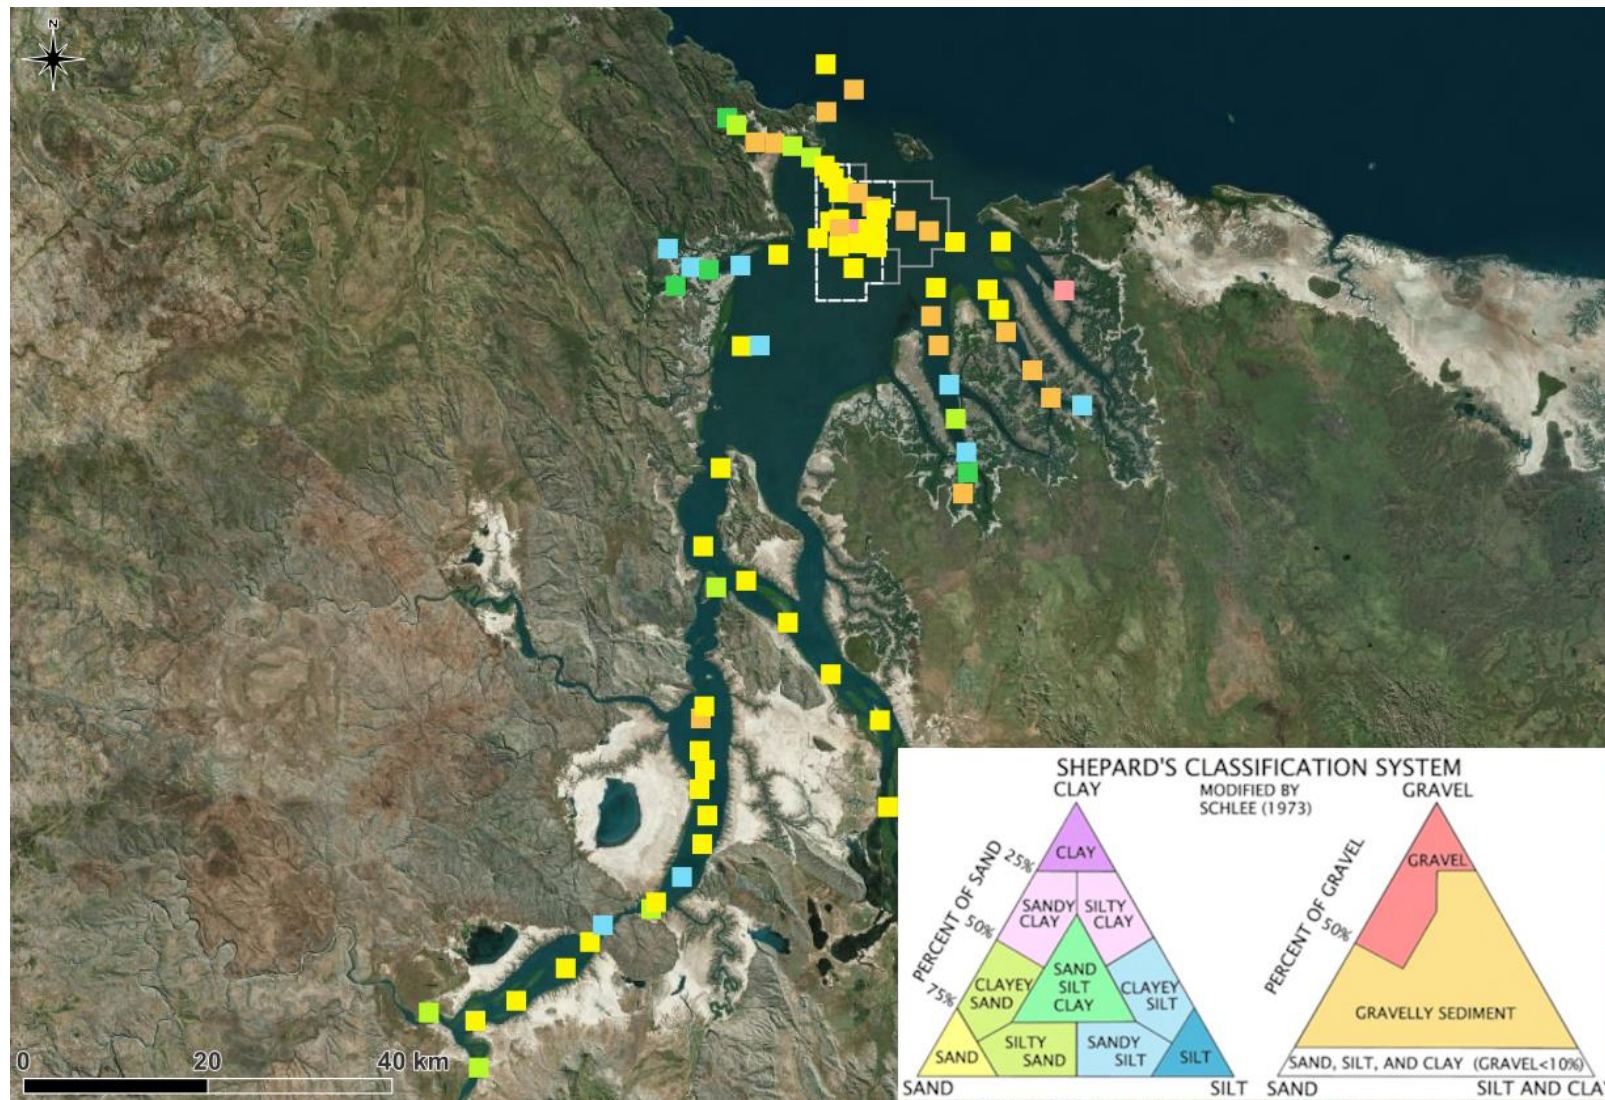 N
0 20 40 km
SHEPARD'S CLASSIFICATION SYSTEM
MODIFIED BY
SCHLEE (1973)
CLAY
PERCENT OF SAND
25%
50%
75%
CLAY
SANDY
CLAY
SILTY
CLAY
CLAYEY
SAND
SAND
SILT
CLAY
CLAYEY
SILT
SAND
SILTY
SAND
SANDY
SILT
SILT
SAND
SILT
GRAVEL
PERCENT OF GRAVEL
50%
GRAVEL
GRAVELLY SEDIMENT
SAND, SILT, AND CLAY (GRAVEL<10%)
SAND
SILT AND CLA